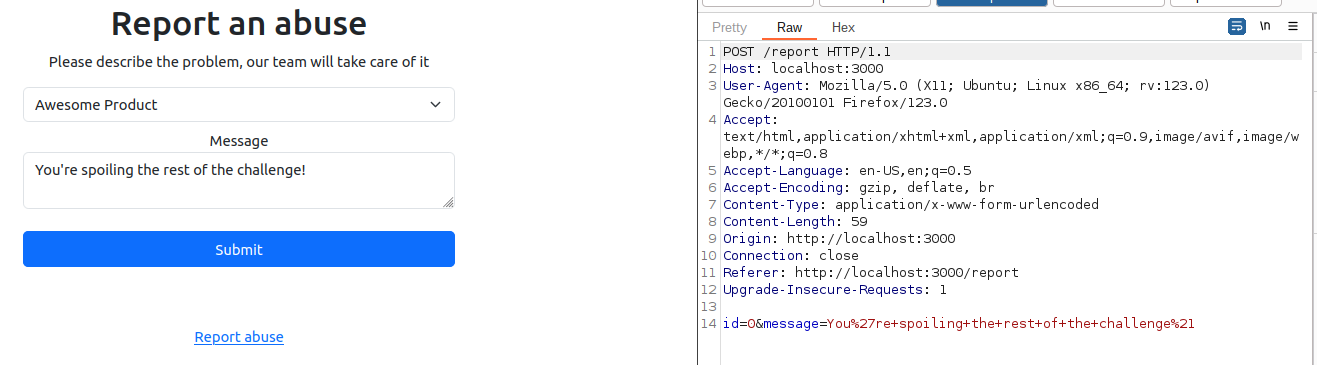 Report an abuse
Please describe the problem, our team will take care of it
Awesome Product
Message
You're spoiling the rest of the challenge!
Submit
Report abuse
Pretty
Raw
Hex
\n
1 POST /report HTTP/1.1
2 Host: localhost:3000
3 User-Agent: Mozilla/5.0 (X11; Ubuntu; Linux x86_64; rv:123.0)
Gecko/20100101 Firefox/123.0
4 Accept:
text/html,application/xhtml+xml,application/xml;q=0.9,image/avif,image/w
ebp,*/*;q=0.8
5 Accept-Language: en-US,en;q=0.5
6 Accept-Encoding: gzip, deflate, br
7 Content-Type: application/x-www-form-urlencoded
8 Content-Length: 59
9 Origin: http://localhost:3000
10 Connection: close
11 Referer: http://localhost:3000/report
12 Upgrade-Insecure-Requests: 1
13
14 id=0&message=You%27re+spoiling+the+rest+of+the+challenge%21